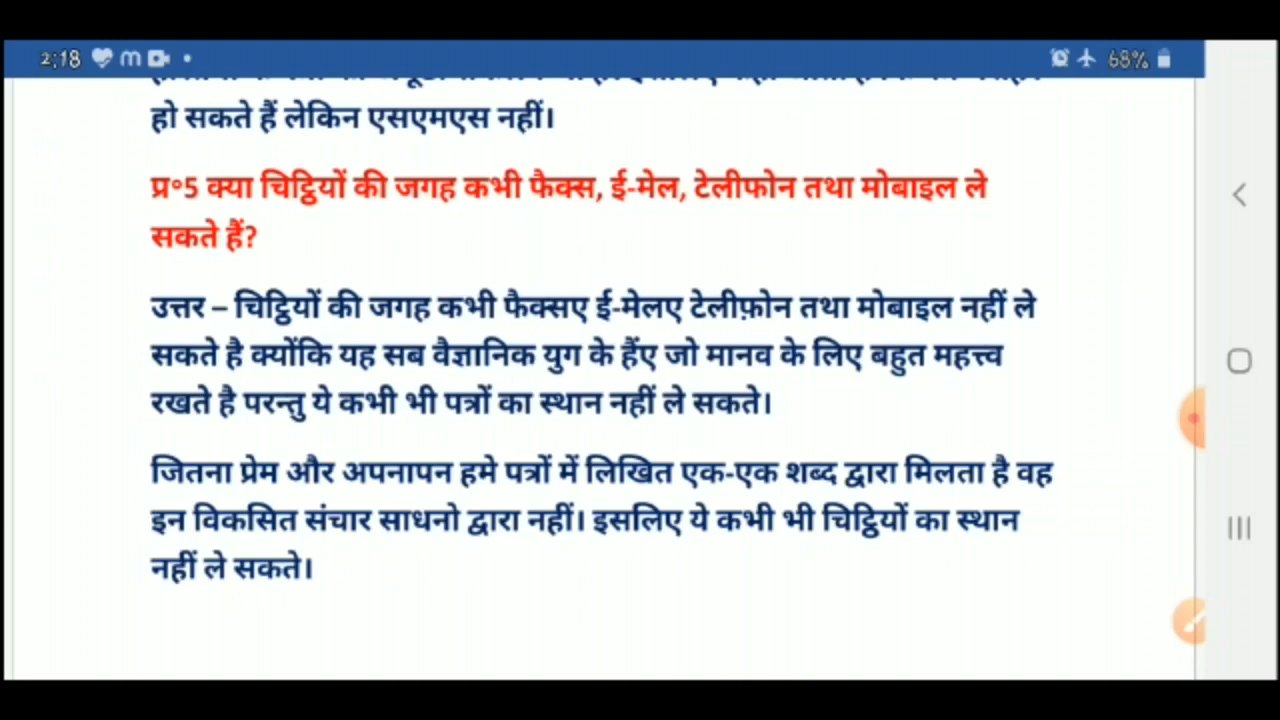 2:18 m 68%
हो सकते हैं लेकिन एसएमएस नहीं।
प्र॰5 क्या चिट्ठियों की जगह कभी फैक्स, ई-मेल, टेलीफोन तथा मोबाइल ले
सकते हैं?
उत्तर – चिट्ठियों की जगह कभी फैक्सए ई-मेलए टेलीफ़ोन तथा मोबाइल नहीं ले
सकते है क्योंकि यह सब वैज्ञानिक युग के हैंए जो मानव के लिए बहुत महत्त्व
रखते है परन्तु ये कभी भी पत्रों का स्थान नहीं ले सकते।
जितना प्रेम और अपनापन हमे पत्रों में लिखित एक-एक शब्द द्वारा मिलता है वह
इन विकसित संचार साधनो द्वारा नहीं। इसलिए ये कभी भी चिट्ठियों का स्थान
नहीं ले सकते।